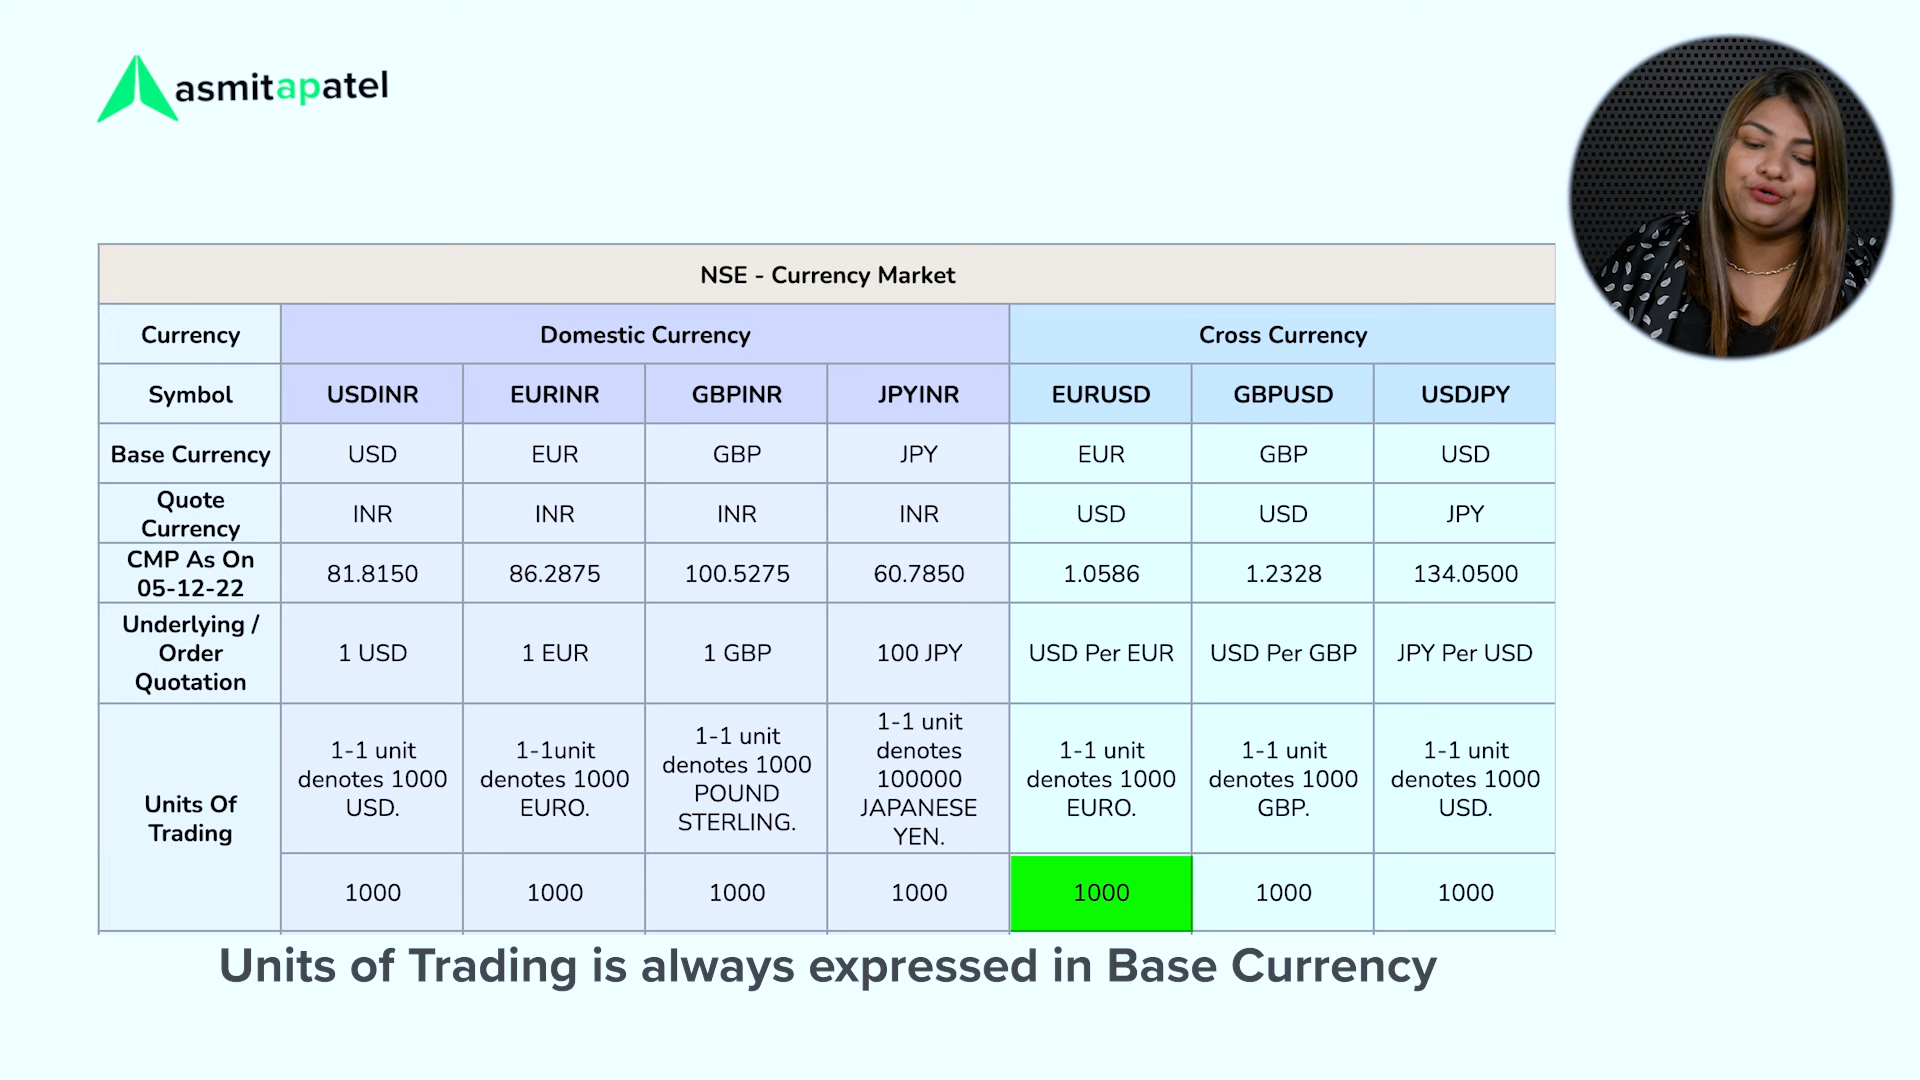 asmitapatel
NSE - Currency Market
Currency Domestic Currency Cross Currency
Symbol USDINR EURINR GBPINR JPYINR EURUSD GBPUSD USDJPY
Base Currency USD EUR GBP JPY EUR GBP USD
Quote
Currency INR INR INR INR USD USD JPY
CMP As On
05-12-22 81.8150 86.2875 100.5275 60.7850 1.0586 1.2328 134.0500
Underlying /
Order
Quotation 1 USD 1 EUR 1 GBP 100 JPY USD Per EUR USD Per GBP JPY Per USD
Units Of
Trading
1-1 unit
denotes 1000
USD.
1-1unit
denotes 1000
EURO.
1-1 unit
denotes 1000
POUND
STERLING.
1-1 unit
denotes
100000
JAPANESE
YEN.
1-1 unit
denotes 1000
EURO.
1-1 unit
denotes 1000
GBP.
1-1 unit
denotes 1000
USD.
1000 1000 1000 1000 1000 1000 1000
Units of Trading is always expressed in Base Currency